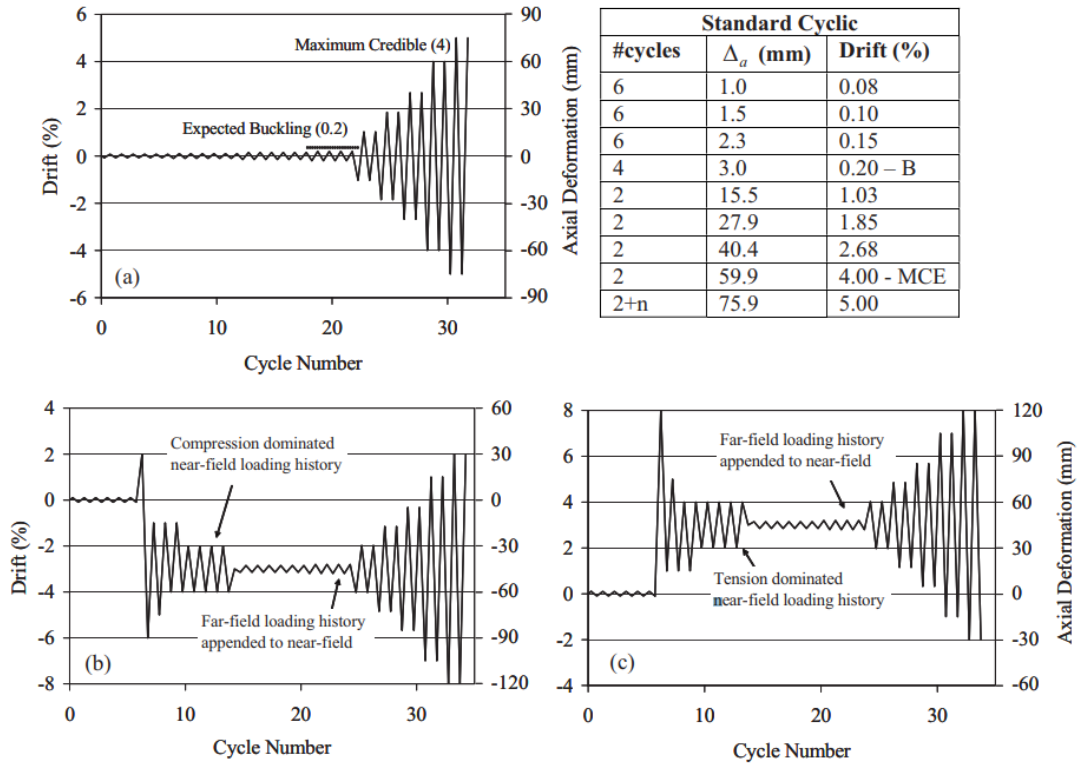 6
4
2
0
-2
-4
-6
Drift (%)
Maximum Credible (4)
Expected Buckling (0.2)
(a)
90
60
30
0
-30
-60
-90
Axial Deformation (mm)
0 10 20 30
Cycle Number
Standard Cyclic
#cycles Δa (mm) Drift (%)
6 1.0 0.08
6 1.5 0.10
6 2.3 0.15
4 3.0 0.20 – B
2 15.5 1.03
2 27.9 1.85
2 40.4 2.68
2 59.9 4.00 - MCE
2+n 75.9 5.00
4
2
0
-2
-4
-6
-8
Drift (%)
Compression dominated
near-field loading history
Far-field loading history
appended to near-field
(b)
60
30
0
-30
-60
-90
-120
0 10 20 30
Cycle Number
8
6
4
2
0
-2
-4
Far-field loading history
appended to near-field
Tension dominated
near-field loading history
(c)
120
90
60
30
0
-30
-60
Axial Deformation (mm)
0 10 20 30
Cycle Number